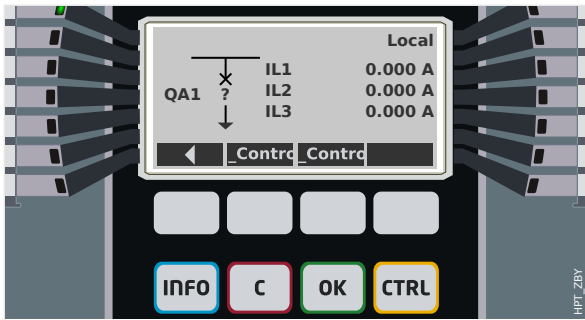 Local
IL1 0.000 A
QA1 ? IL2 0.000 A
IL3 0.000 A
_Contro _Contro
INFO C OK CTRL
HPT_ZBY